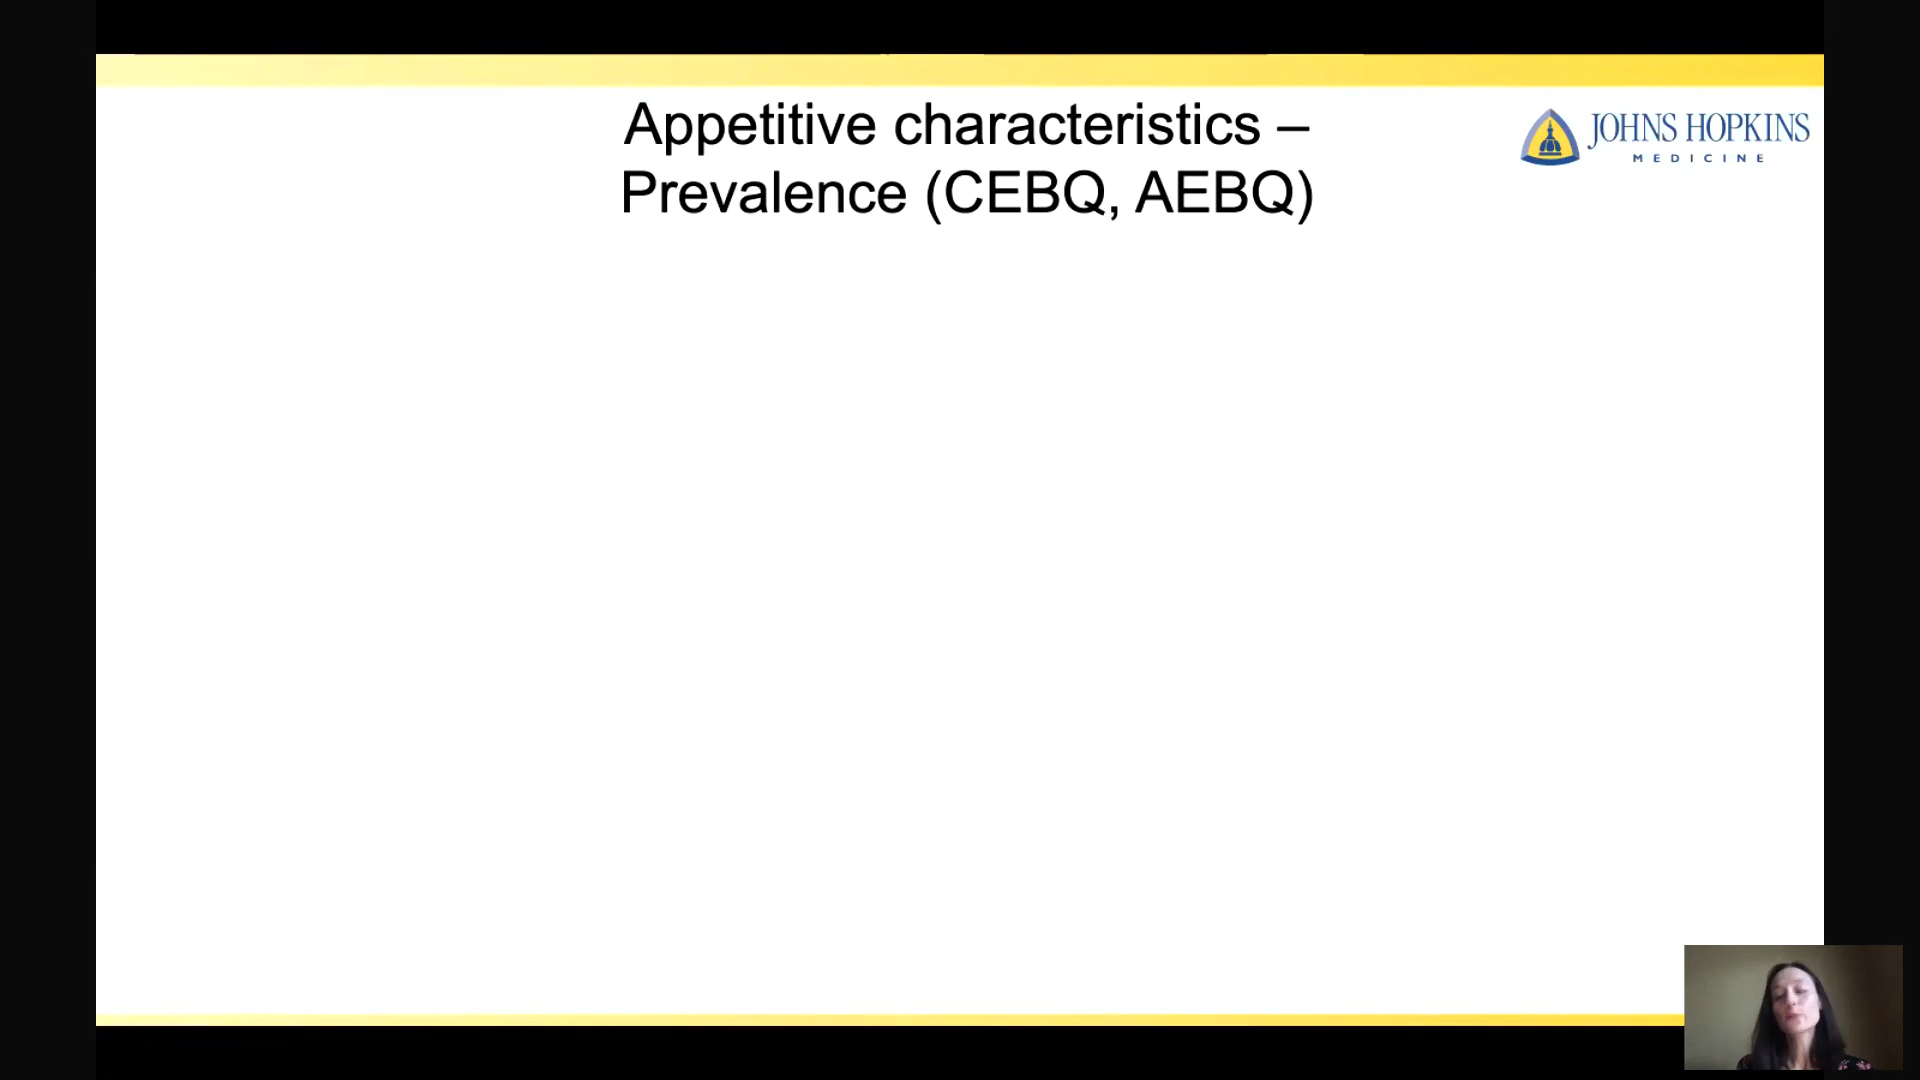 Appetitive characteristics –
Prevalence (CEBQ, AEBQ)
JOHNS HOPKINS
MEDICINE